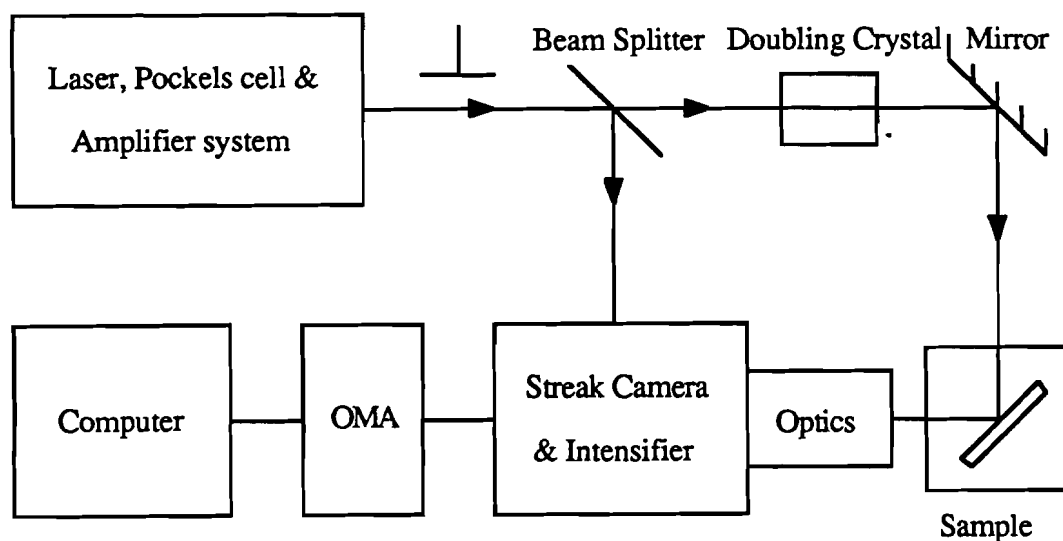 Laser, Pockels cell &
Amplifier system
Beam Splitter
Doubling Crystal
Mirror
Computer
OMA
Streak Camera
& Intensifier
Optics
Sample